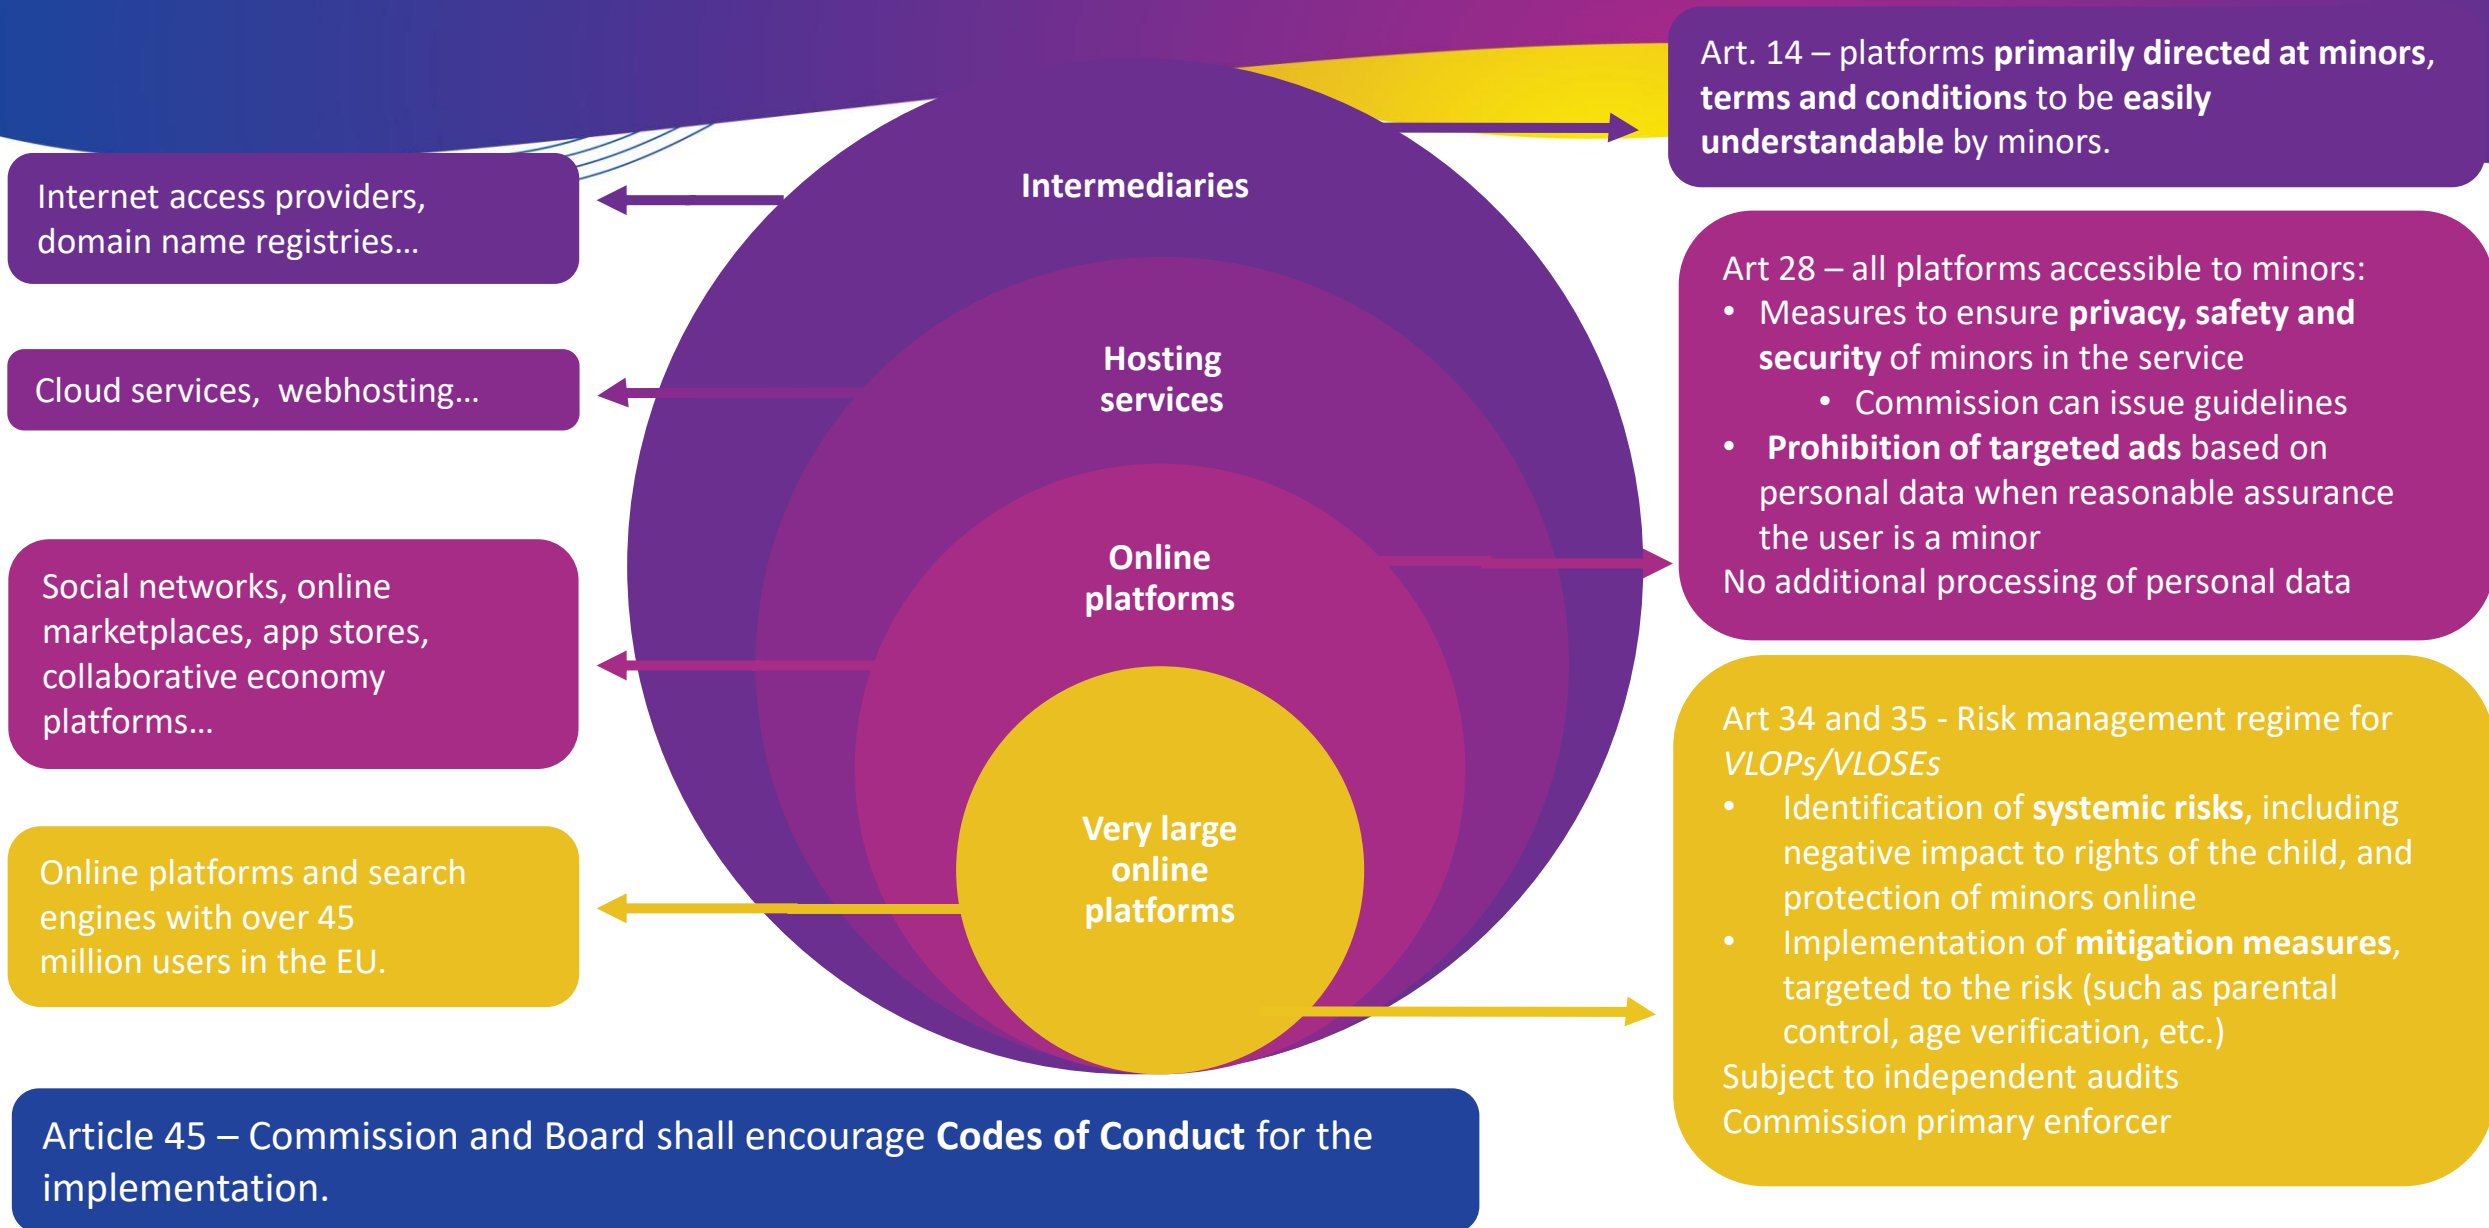 Internet access providers,
domain name registries...
Cloud services,  webhosting...
Social networks, online
marketplaces, app stores,
collaborative economy
platforms...
Online platforms and search
engines with over 45
million users in the EU.
Intermediaries
Hosting
services
Online
platforms
Very large
online
platforms
Art. 14 – platforms primarily directed at minors,
terms and conditions to be easily
understandable by minors.
Art 28 – all platforms accessible to minors:
• Measures to ensure privacy, safety and
security of minors in the service
• Commission can issue guidelines
• Prohibition of targeted ads based on
personal data when reasonable assurance
the user is a minor
No additional processing of personal data
Art 34 and 35 - Risk management regime for
VLOPs/VLOSEs
• Identification of systemic risks, including
negative impact to rights of the child, and
protection of minors online
• Implementation of mitigation measures,
targeted to the risk (such as parental
control, age verification, etc.)
Subject to independent audits
Commission primary enforcer
Article 45 – Commission and Board shall encourage Codes of Conduct for the
implementation.